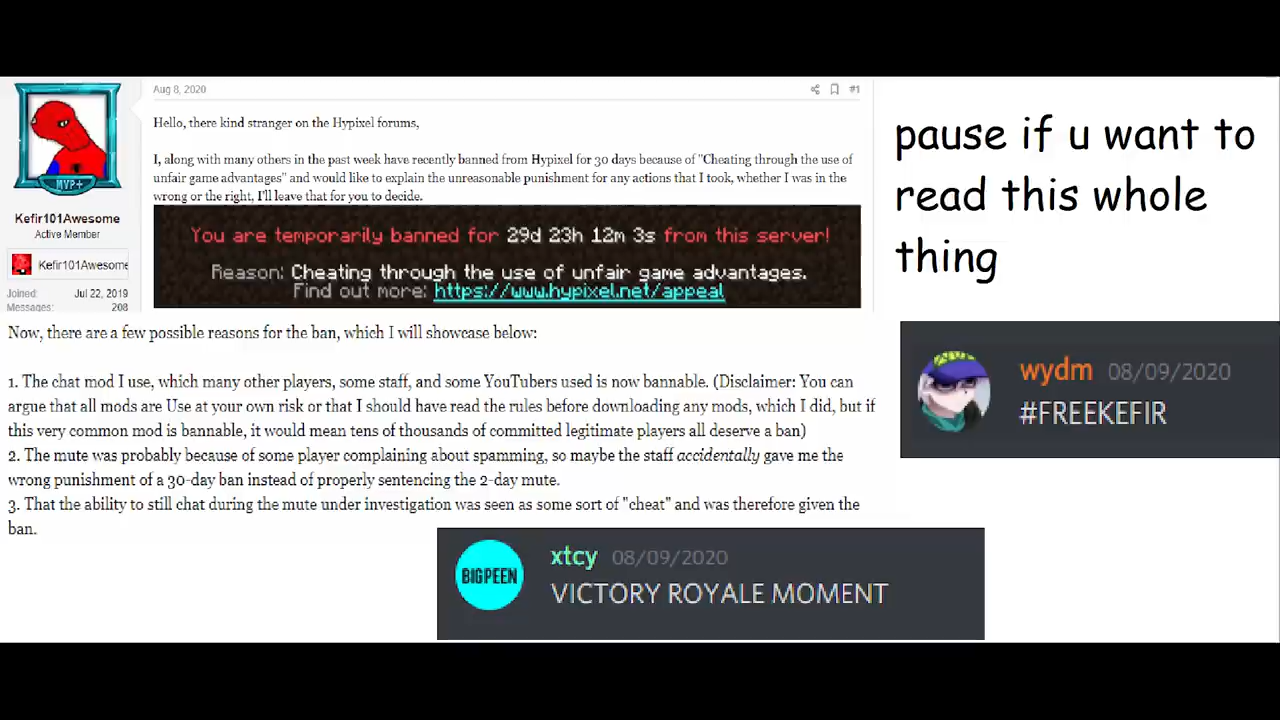 Aug 8, 2020
#1
Hello, there kind stranger on the Hypixel forums,
I, along with many others in the past week have recently banned from Hypixel for 30 days because of "Cheating through the use of
unfair game advantages" and would like to explain the unreasonable punishment for any actions that I took, whether I was in the
wrong or the right, I'll leave that for you to decide.
MVP+
Kefir101Awesome
Active Member
Kefir101Awesome
Joined: Jul 22, 2019
Messages: 208
You are temporarily banned for 29d 23h 12m 3s from this server!
Reason: Cheating through the use of unfair game advantages.
Find out more: https://www.hypixel.net/appeal
Now, there are a few possible reasons for the ban, which I will showcase below:
1. The chat mod I use, which many other players, some staff, and some YouTubers used is now bannable. (Disclaimer: You can
argue that all mods are Use at your own risk or that I should have read the rules before downloading any mods, which I did, but if
this very common mod is bannable, it would mean tens of thousands of committed legitimate players all deserve a ban)
2. The mute was probably because of some player complaining about spamming, so maybe the staff accidentally gave me the
wrong punishment of a 30-day ban instead of properly sentencing the 2-day mute.
3. That the ability to still chat during the mute under investigation was seen as some sort of "cheat" and was therefore given the
ban.
pause if u want to
read this whole
thing
wydm 08/09/2020
#FREEKEFIR
BIGPEEN
xtcy 08/09/2020
VICTORY ROYALE MOMENT